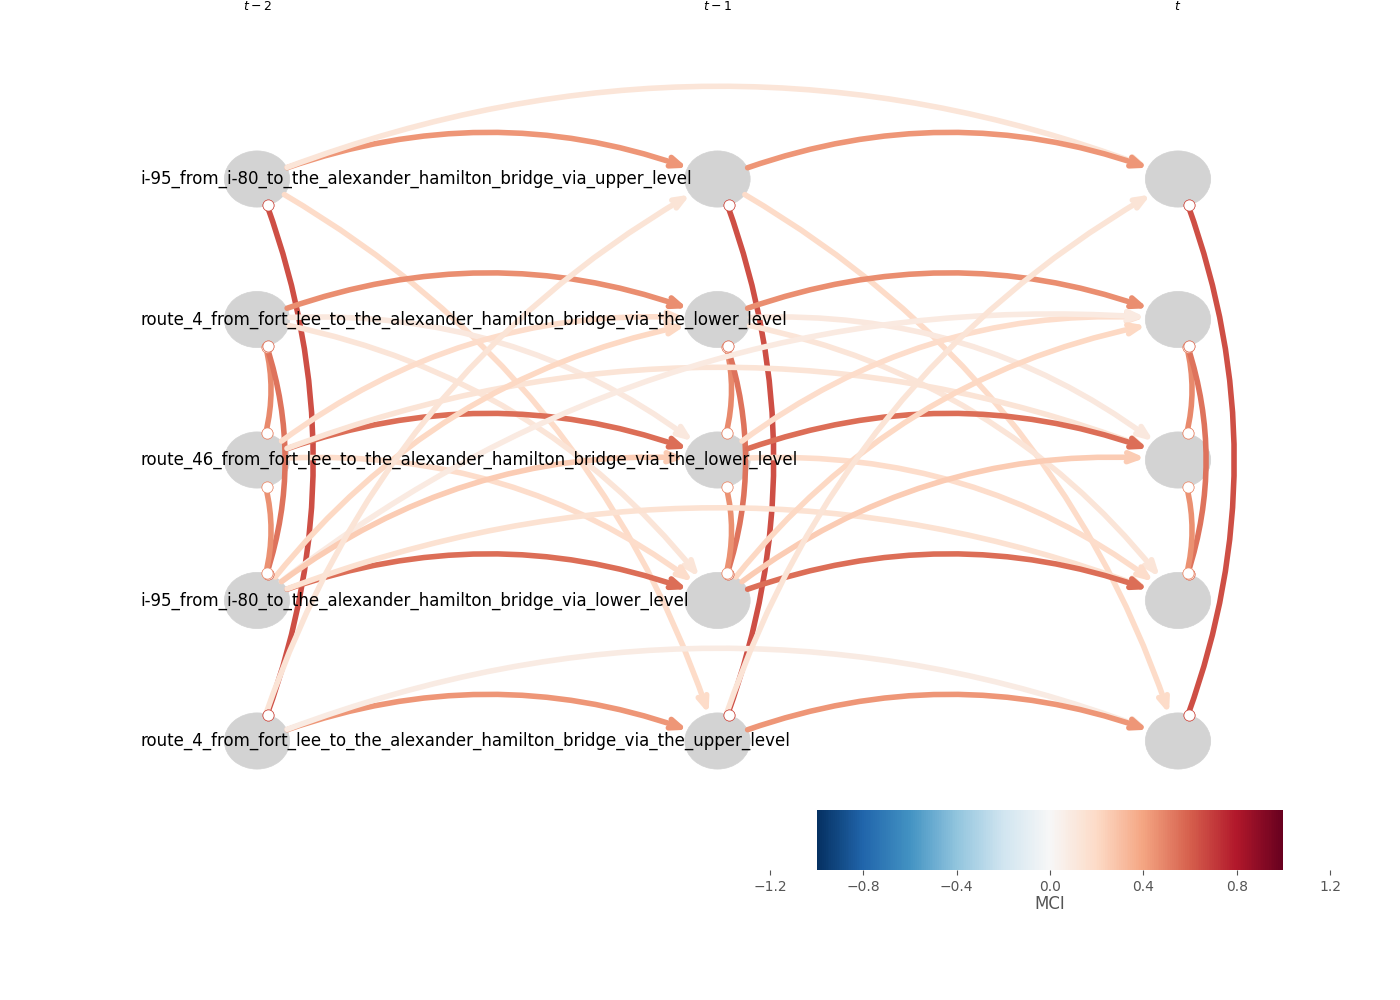 t − 2 t − 1 t
i-95_from_i-80_to_the_alexander_hamilton_bridge_via_upper_level
route_4_from_fort_lee_to_the_alexander_hamilton_bridge_via_the_lower_level
route_46_from_fort_lee_to_the_alexander_hamilton_bridge_via_the_lower_level
i-95_from_i-80_to_the_alexander_hamilton_bridge_via_lower_level
route_4_from_fort_lee_to_the_alexander_hamilton_bridge_via_the_upper_level
−1.2 −0.8 −0.4 0.0 0.4 0.8 1.2
MCI